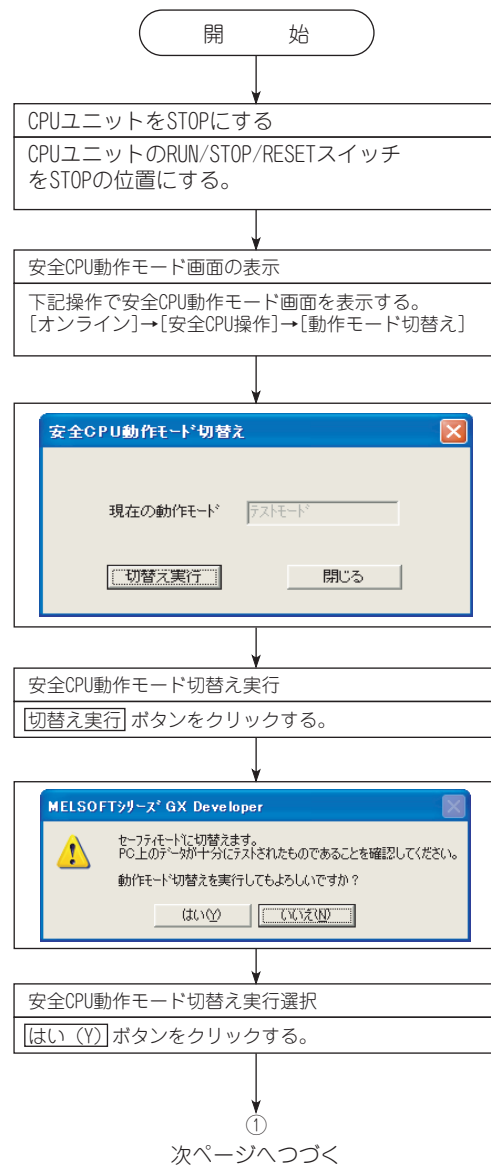 開　始
CPUユニットをSTOPにする
CPUユニットのRUN/STOP/RESETスイッチ
をSTOPの位置にする。
安全CPU動作モード画面の表示
下記操作で安全CPU動作モード画面を表示する。
[オンライン]→[安全CPU操作]→[動作モード切替え]
安全CPU動作モード切替え
現在の動作モード テストモード
切替え実行 閉じる
安全CPU動作モード切替え実行
切替え実行 ボタンをクリックする。
MELSOFTシリーズ GX Developer
セーフティモードに切替えます。
PC上のデータが十分にテストされたものであることを確認してください。
動作モード切替えを実行してもよろしいですか？
はい(Y) いいえ(N)
安全CPU動作モード切替え実行選択
はい（Y） ボタンをクリックする。
①
次ページへつづく